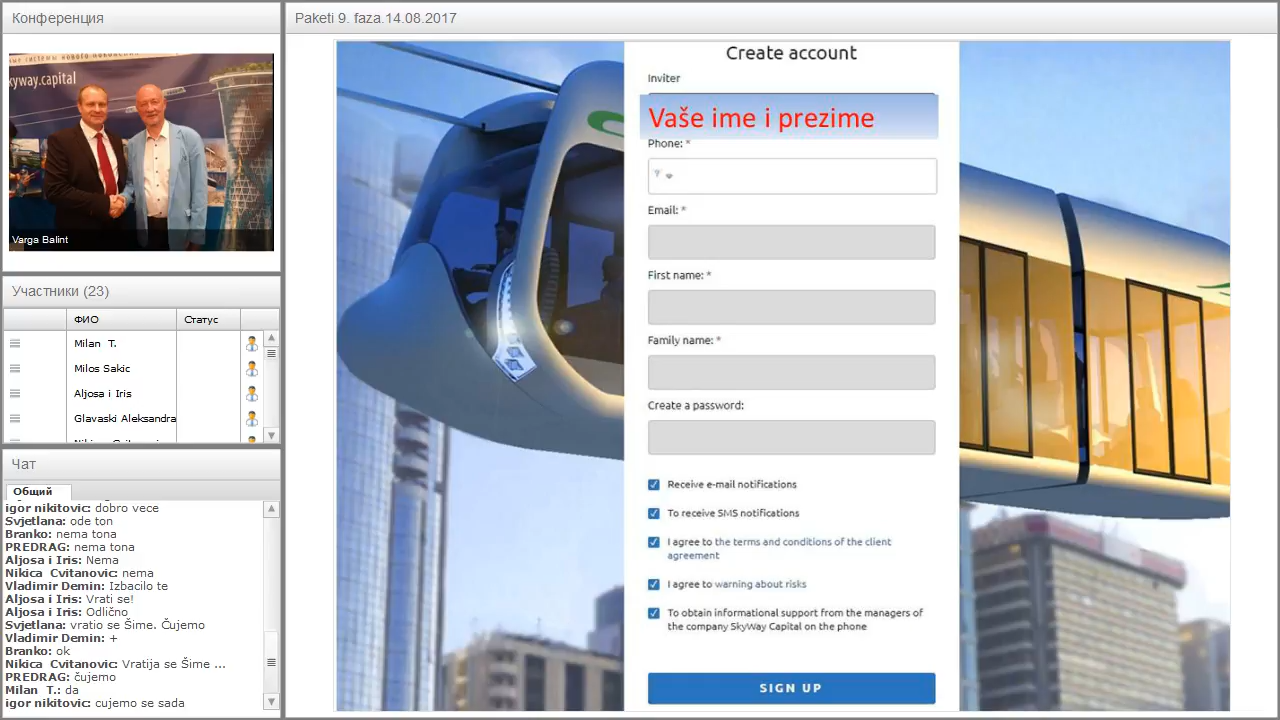 Конференция
системы нового поколения
kyway.capital
Varga Balint
Участники (23)
ФИО
Статус
Milan T.
Milos Sakic
Aljosa i Iris
Glavaski Aleksandra
Чат
Общий
igor nikitovic: dobro vece
Svjetlana: ode ton
Branko: nema tona
PREDRAG: nema tona
Aljosa i Iris: Nema
Nikica Cvitanovic: nema
Vladimir Demin: Izbacilo te
Aljosa i Iris: Vrati se!
Aljosa i Iris: Odlično
Svjetlana: vratio se Šime. Čujemo
Vladimir Demin: +
Branko: ok
Nikica Cvitanovic: Vratija se Šime ...
PREDRAG: čujemo
Milan T.: da
igor nikitovic: cujemo se sada
Paketi 9. faza.14.08.2017
Create account
Inviter
Vaše ime i prezime
Phone: *
Email: *
First name: *
Family name: *
Create a password:
Receive e-mail notifications
To receive SMS notifications
I agree to the terms and conditions of the client
agreement
I agree to warning about risks
To obtain informational support from the managers of
the company SkyWay Capital on the phone
SIGN UP